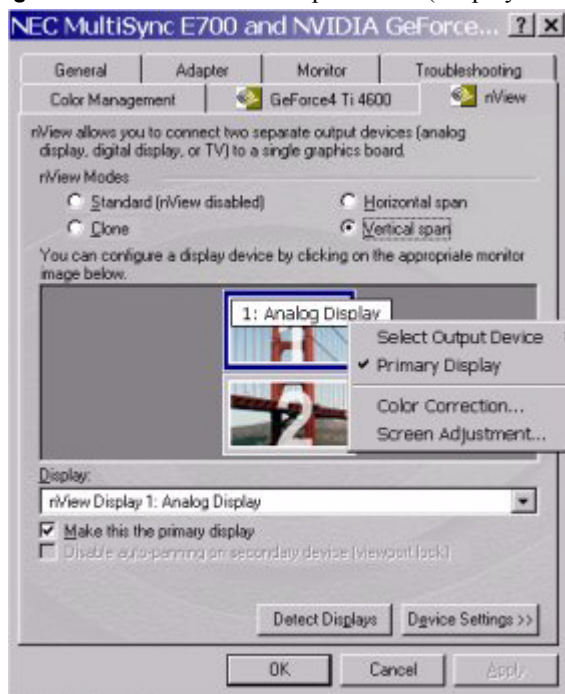 NEC MultiSync E700 and NVIDIA GeForce...
General Adapter Monitor Troubleshooting
Color Management GeForce4 Ti 4600 nView
nView allows you to connect two separate output devices (analog
display, digital display, or TV) to a single graphics board.
nView Modes
Standard (nView disabled) Horizontal span
Clone Vertical span
You can configure a display device by clicking on the appropriate monitor
image below.
1: Analog Display
1
Select Output Device
Primary Display
2
Color Correction...
Screen Adjustment...
Display:
nView Display 1: Analog Display
Make this the primary display
Disable auto-panning on secondary device (viewport lock)
Detect Displays Device Settings >>
OK Cancel Apply